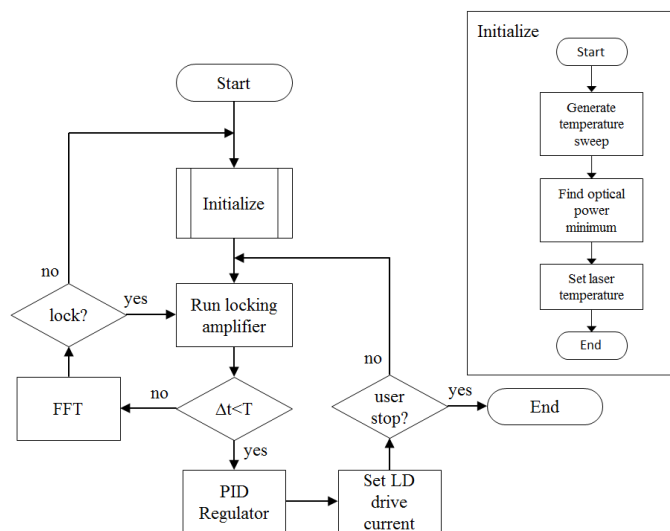 Start
Initialize
no
lock?
yes
Run locking
amplifier
FFT
no
Δt<T
yes
PID
Regulator
Set LD
drive
current
no
user
stop?
yes
End
Initialize
Start
Generate
temperature
sweep
Find optical
power
minimum
Set laser
temperature
End